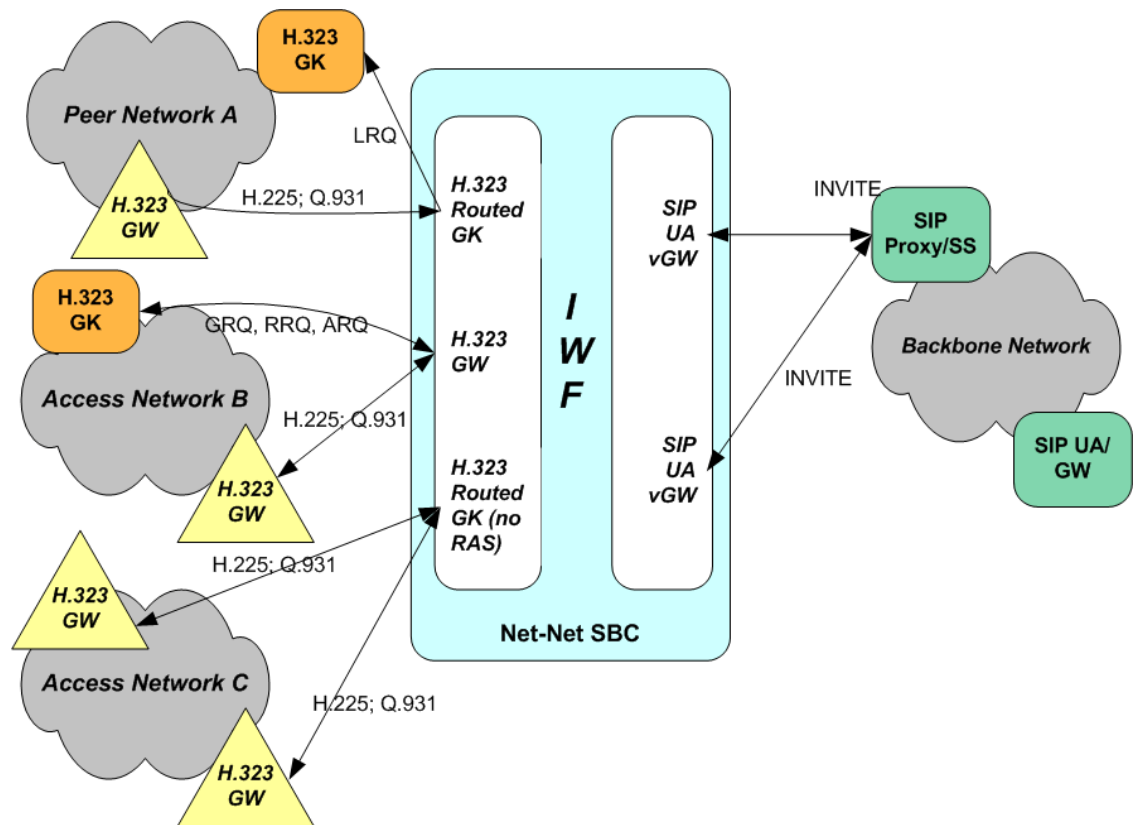 H.323
GK
Peer Network A
LRQ
H.323
GW
H.225; Q.931
H.323
Routed
GK
SIP
UA
vGW
INVITE
SIP
Proxy/SS
H.323
GK
GRQ, RRQ, ARQ
H.323
GW
I
W
F
Backbone Network
INVITE
Access Network B
H.225; Q.931
H.323
GW
H.323
Routed
GK (no
RAS)
SIP
UA
vGW
SIP UA/
GW
H.225; Q.931
H.323
GW
Net-Net SBC
Access Network C
H.225; Q.931
H.323
GW